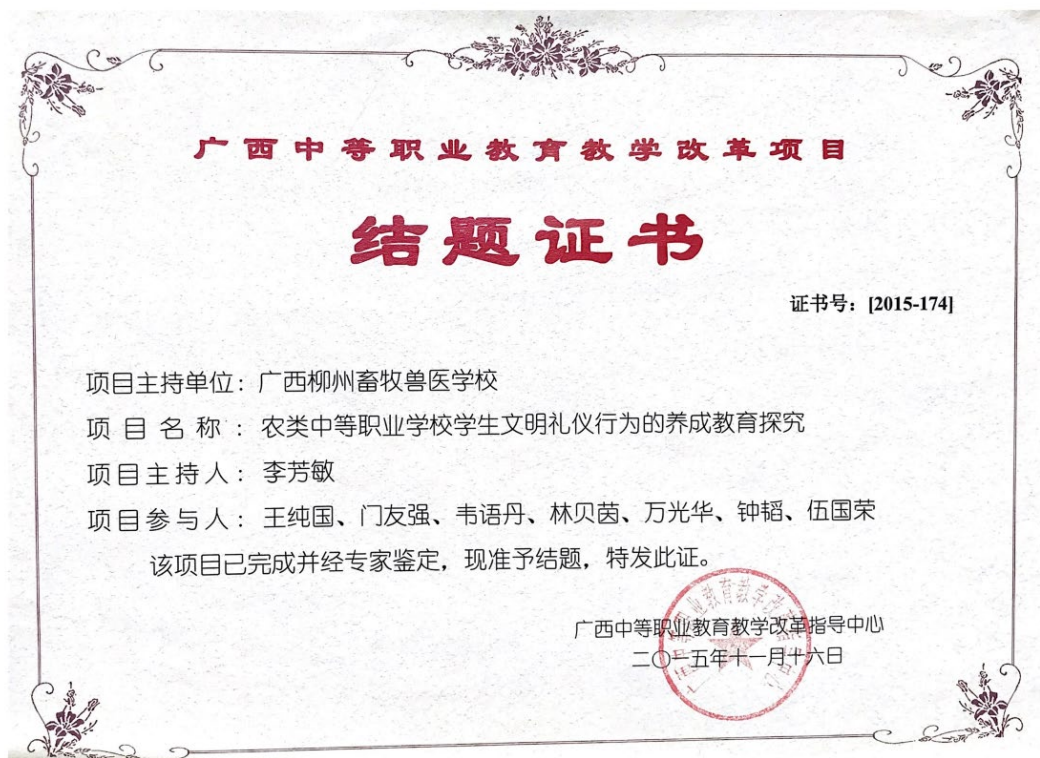 广西中等职业教育教学改革项目
结题证书
证书号：[2015-174]
项目主持单位：广西柳州畜牧兽医学校
项目名称：农类中等职业学校学生文明礼仪行为的养成教育探究
项目主持人：李芳敏
项目参与人：王纯国、门友强、韦语丹、林贝茵、万光华、钟韬、伍国荣
该项目已完成并经专家鉴定，现准予结题，特发此证。
广西中等职业教育教学改革指导中心
二〇一五年十一月十六日